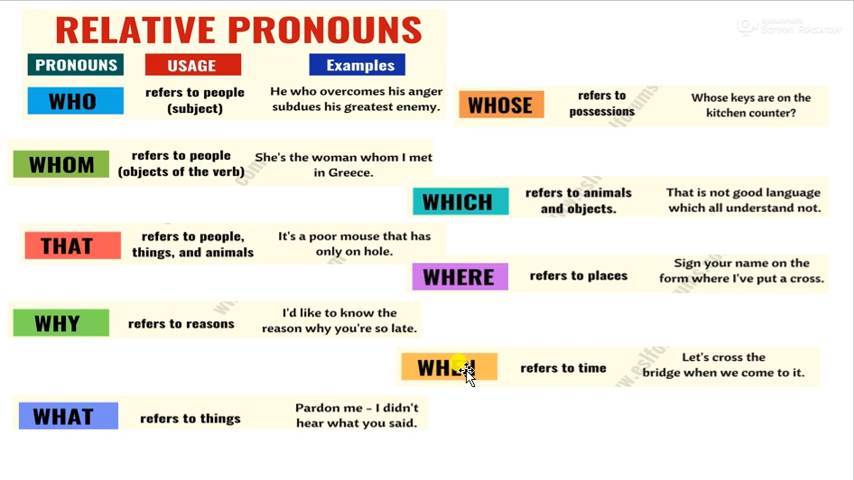 RELATIVE PRONOUNS
PRONOUNS USAGE Examples
WHO
refers to people
(subject)
He who overcomes his anger
subdues his greatest enemy.
WHOSE
refers to
possessions
Whose keys are on the
kitchen counter?
WHOM
refers to people
(objects of the verb)
She's the woman whom I met
in Greece.
WHICH
refers to animals
and objects.
That is not good language
which all understand not.
THAT
refers to people,
things, and animals
It's a poor mouse that has
only on hole.
WHERE
refers to places
Sign your name on the
form where I've put a cross.
WHY
refers to reasons
I'd like to know the
reason why you're so late.
WHEN
refers to time
Let's cross the
bridge when we come to it.
WHAT
refers to things
Pardon me - I didn't
hear what you said.